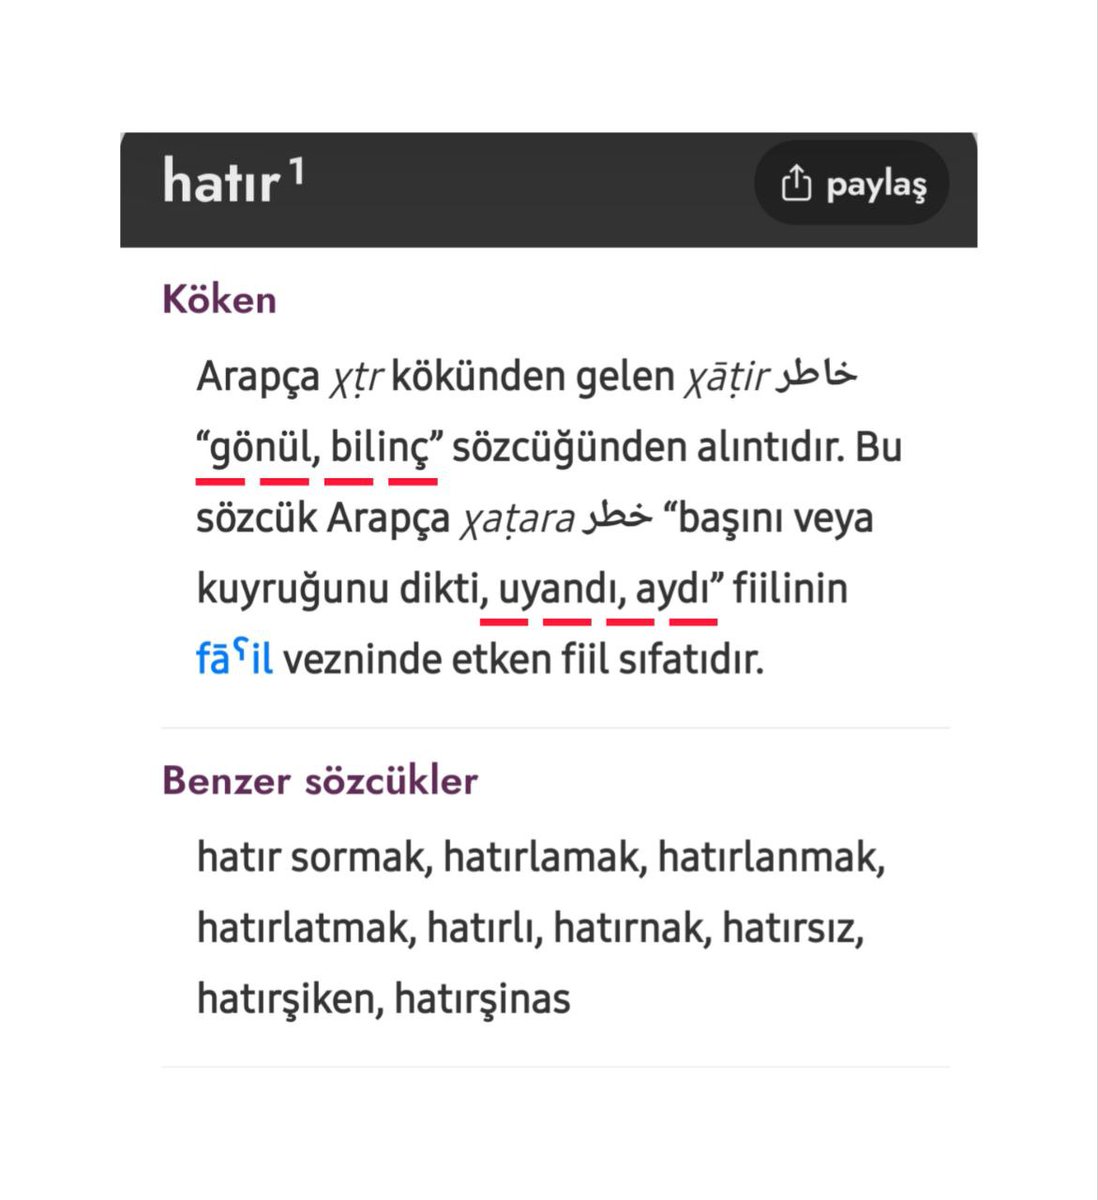 hatır¹
paylaş
Köken
Arapça χṭr kökünden gelen χāṭir خاطر
“gönül, bilinç” sözcüğünden alıntıdır. Bu
sözcük Arapça χaṭara خطر “başını veya
kuyruğunu dikti, uyandı, aydı” fiilinin
fāˁil vezninde etken fiil sıfatıdır.
Benzer sözcükler
hatır sormak, hatırlamak, hatırlanmak,
hatırlatmak, hatırlı, hatırnak, hatırsız,
hatırşiken, hatırşinas